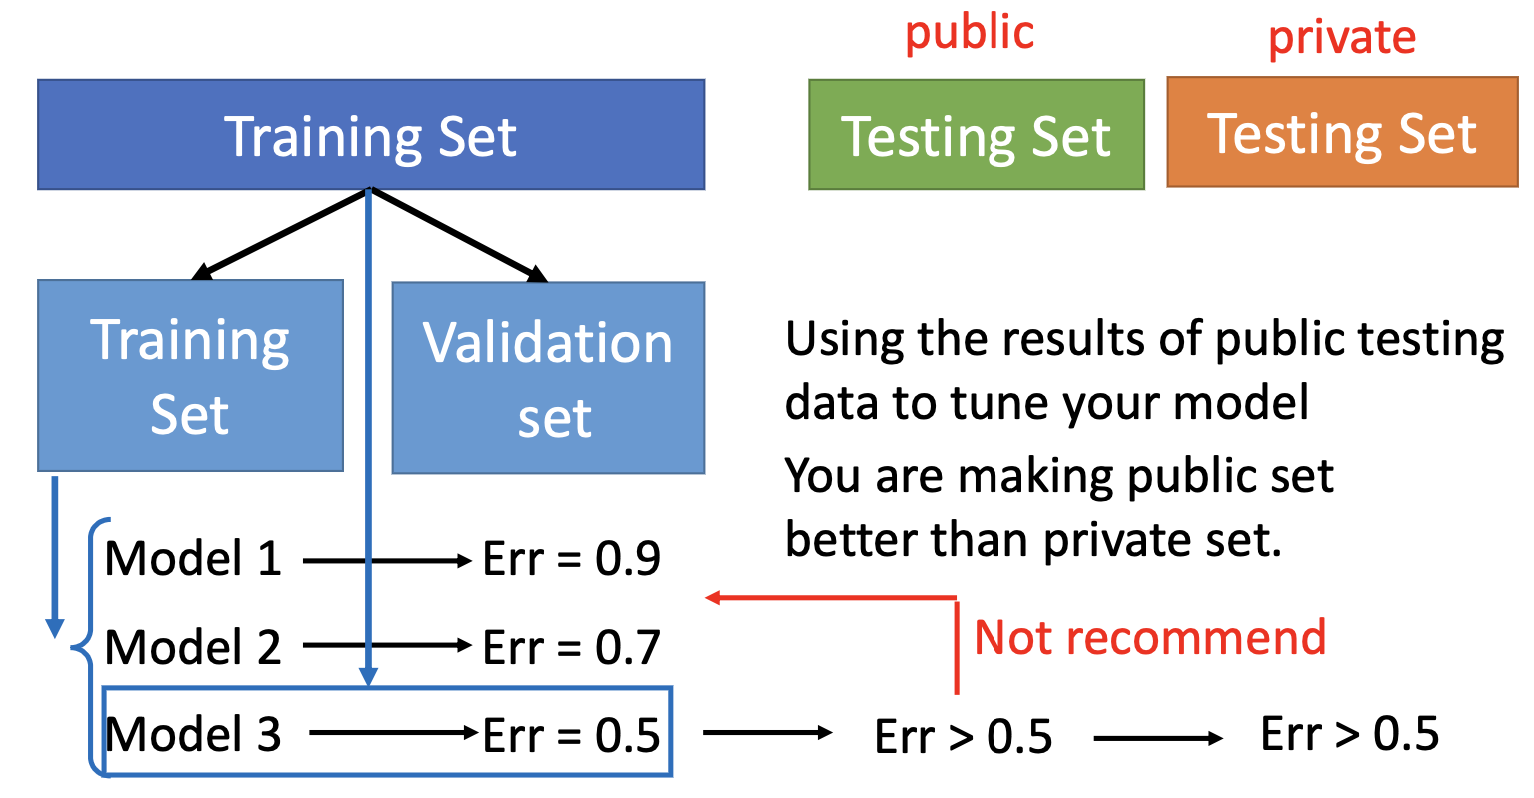 public
private
Training Set
Testing Set
Testing Set
Training
Set
Validation
set
Using the results of public testing
data to tune your model
You are making public set
better than private set.
Model 1
Err = 0.9
Model 2
Err = 0.7
Not recommend
Model 3
Err = 0.5
Err > 0.5
Err > 0.5